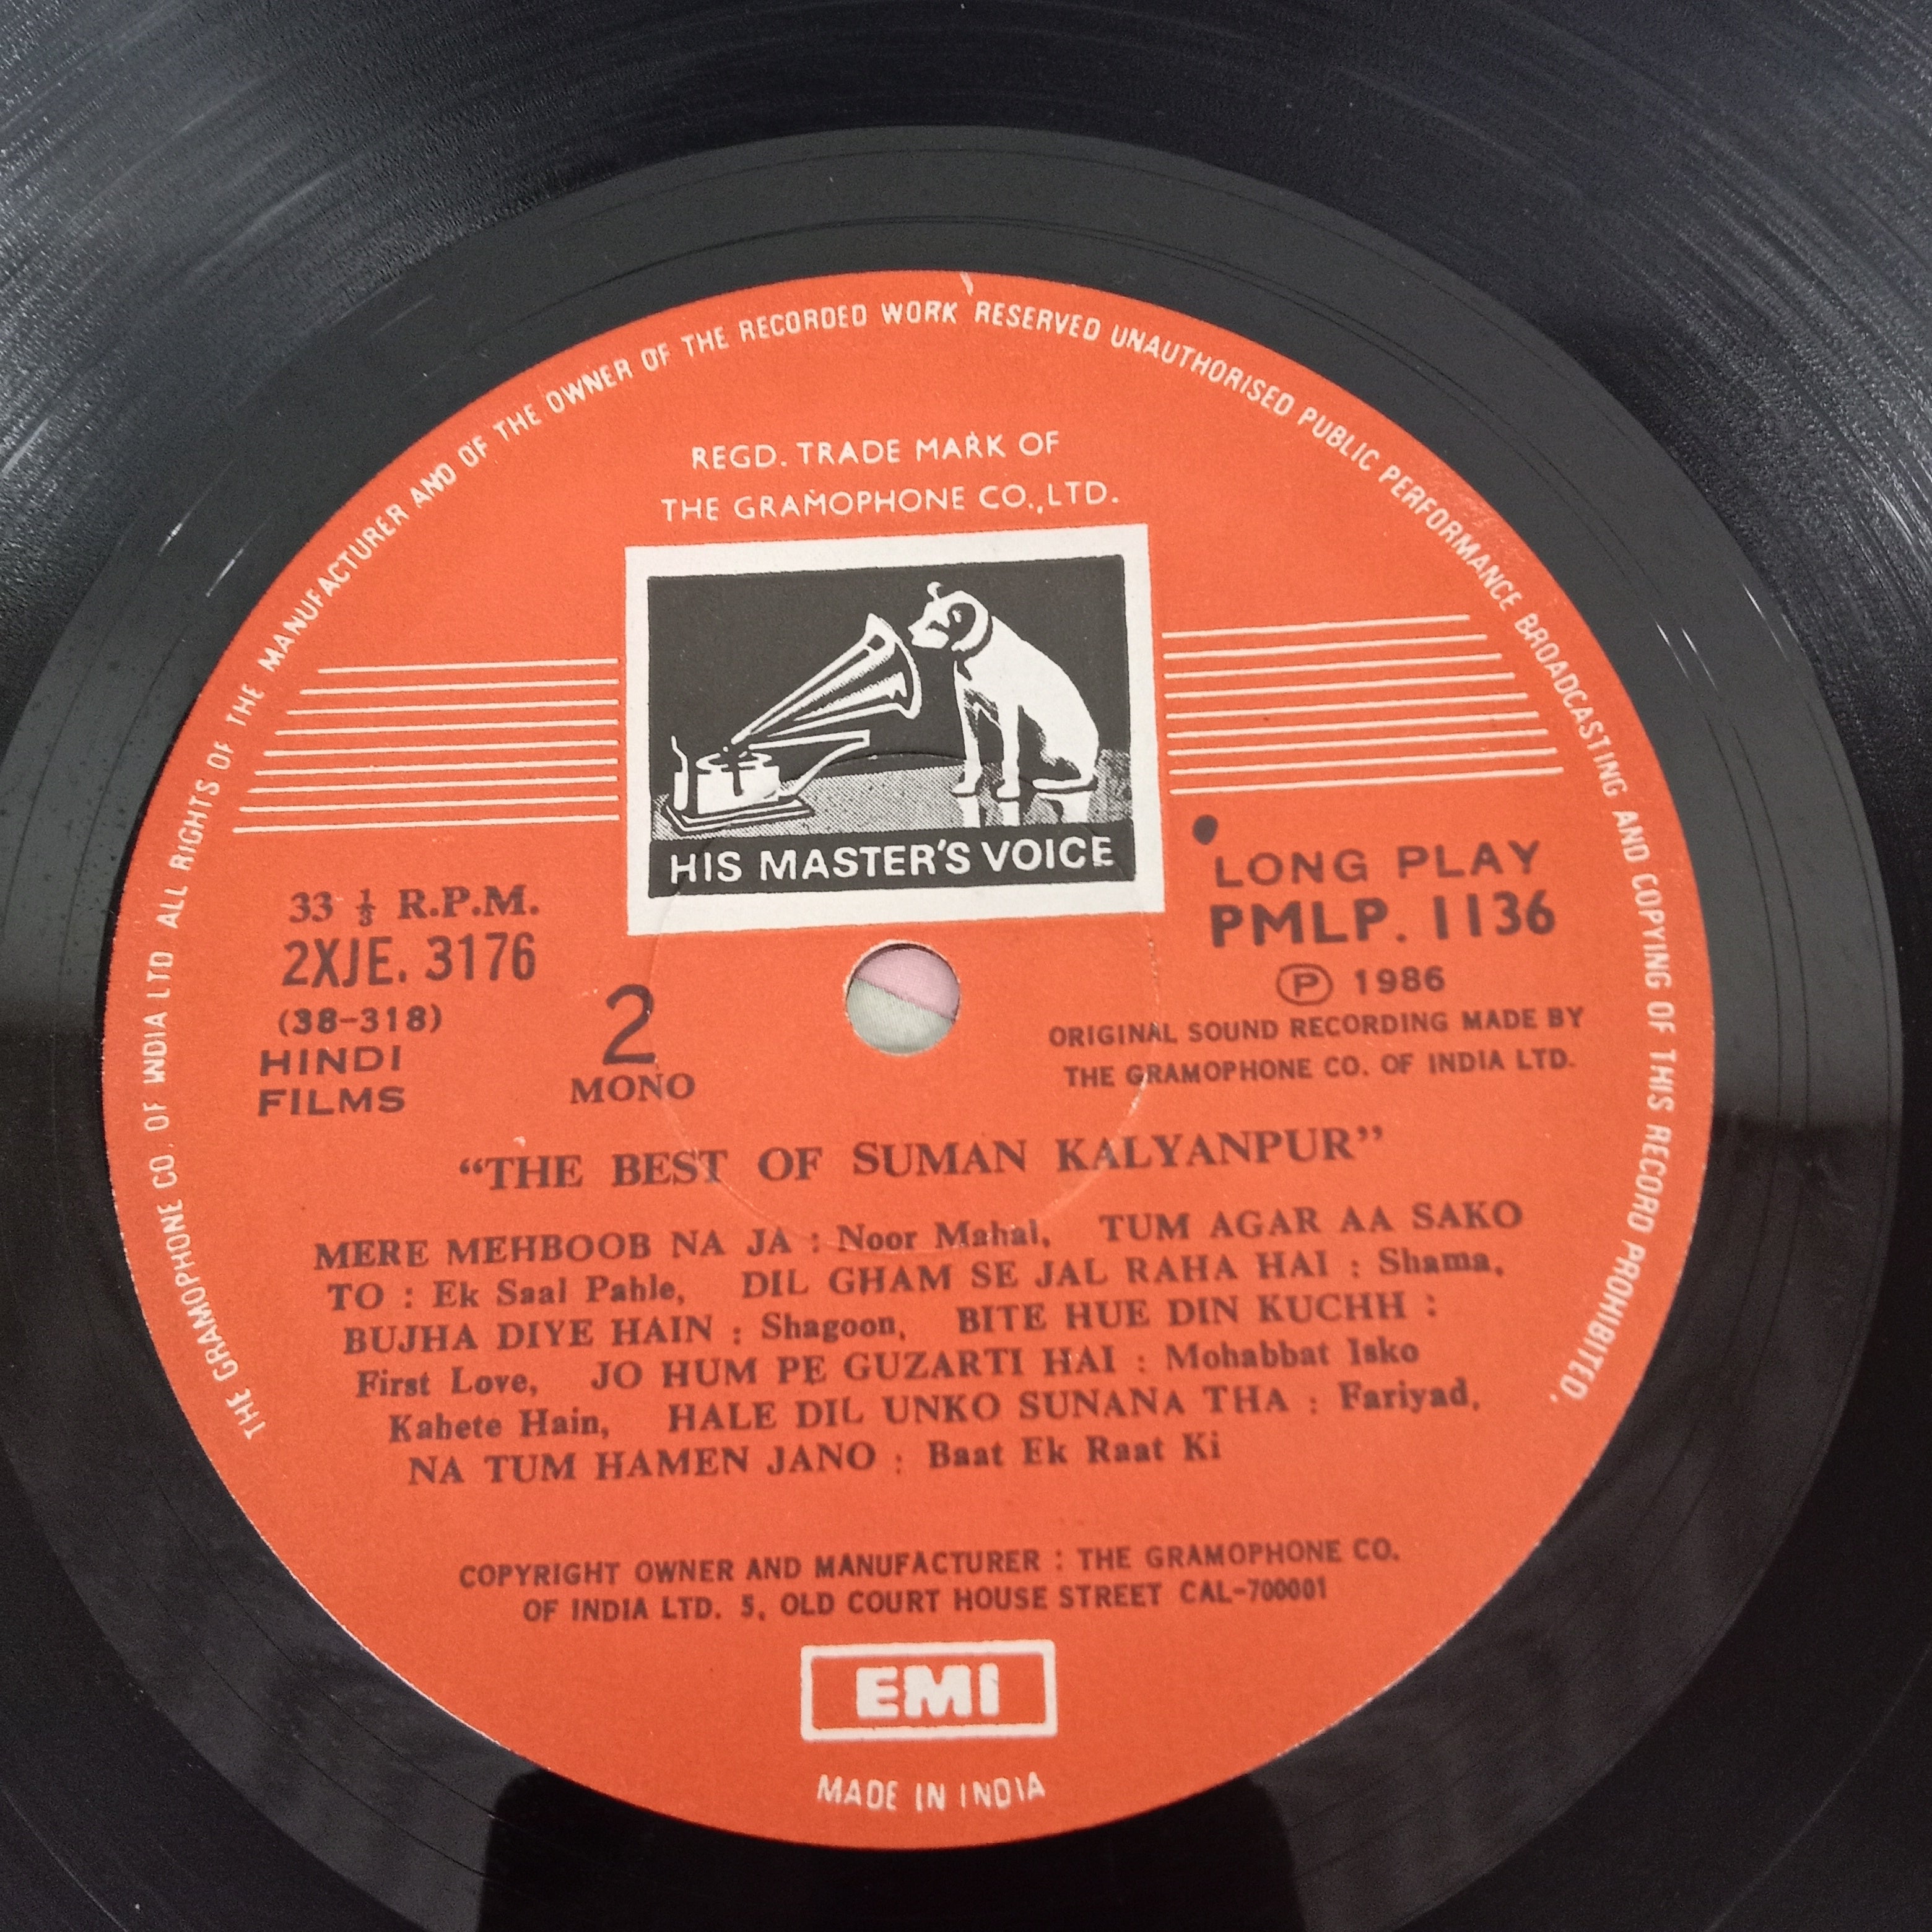 THE GRAMOPHONE CO. OF INDIA LTD. ALL RIGHTS OF THE MANUFACTURER AND OF THE OWNER OF THE RECORDED WORK RESERVED UNAUTHORISED PUBLIC PERFORMANCE BROADCASTING AND COPYING OF THIS RECORD PROHIBITED.
REGD. TRADE MARK OF
THE GRAMOPHONE CO., LTD.
HIS MASTER'S VOICE
33 ⅓ R.P.M.
2XJE. 3176
(38-318)
HINDI
FILMS
2
MONO
LONG PLAY
PMLP. 1136
Ⓟ 1986
ORIGINAL SOUND RECORDING MADE BY
THE GRAMOPHONE CO. OF INDIA LTD.
"THE BEST OF SUMAN KALYANPUR"
MERE MEHBOOB NA JA : Noor Mahal, TUM AGAR AA SAKO
TO : Ek Saal Pahle, DIL GHAM SE JAL RAHA HAI : Shama,
BUJHA DIYE HAIN : Shagoon, BITE HUE DIN KUCHH :
First Love, JO HUM PE GUZARTI HAI : Mohabbat Isko
Kahete Hain, HALE DIL UNKO SUNANA THA : Fariyad,
NA TUM HAMEN JANO : Baat Ek Raat Ki
COPYRIGHT OWNER AND MANUFACTURER : THE GRAMOPHONE CO.
OF INDIA LTD. 5, OLD COURT HOUSE STREET CAL-700001
EMI
MADE IN INDIA